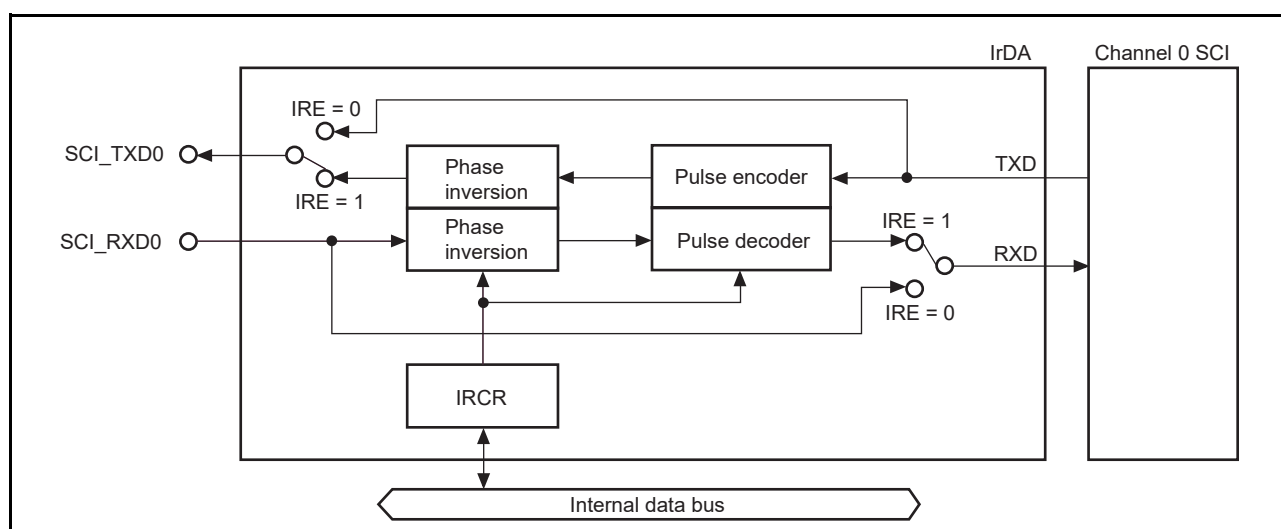 IrDA
Channel 0 SCI
IRE = 0
SCI_TXD0
Phase
inversion
Pulse encoder
TXD
IRE = 1
SCI_RXD0
Phase
inversion
Pulse decoder
IRE = 1
RXD
IRE = 0
IRCR
Internal data bus